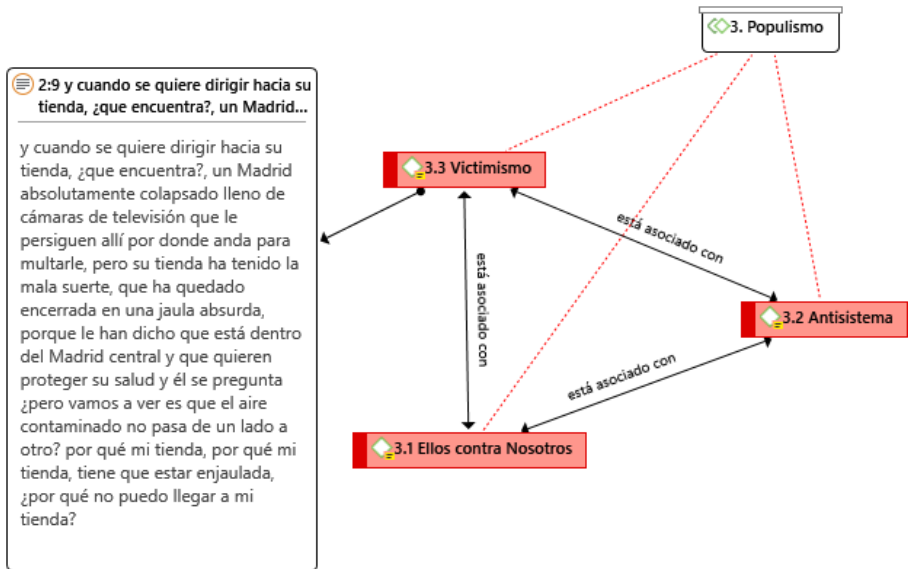 3. Populismo
2:9 y cuando se quiere dirigir hacia su
tienda, ¿que encuentra?, un Madrid...
y cuando se quiere dirigir hacia su
tienda, ¿que encuentra?, un Madrid
absolutamente colapsado lleno de
cámaras de televisión que le
persiguen allí por donde anda para
multarle, pero su tienda ha tenido la
mala suerte, que ha quedado
encerrada en una jaula absurda,
porque le han dicho que está dentro
del Madrid central y que quieren
proteger su salud y él se pregunta
¿pero vamos a ver es que el aire
contaminado no pasa de un lado a
otro? por qué mi tienda, por qué mi
tienda, tiene que estar enjaulada,
¿por qué no puedo llegar a mi
tienda?
3.3 Victimismo
está asociado con
está asociado con
3.2 Antisistema
está asociado con
3.1 Ellos contra Nosotros